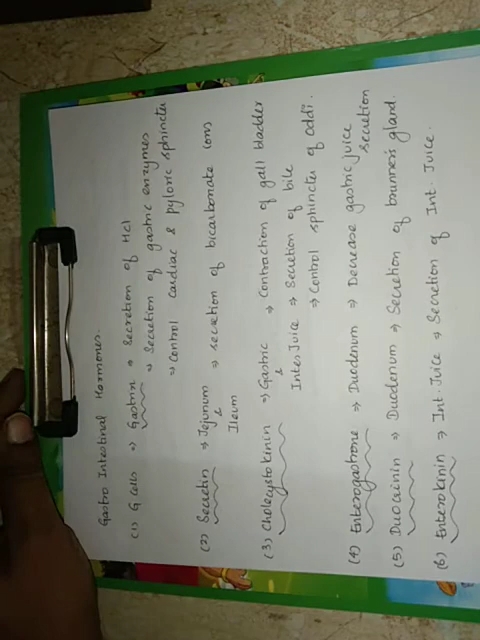 Gastro Intestinal Hormones.
(1) G cells ⇒ Gastrin ⇒ Secretion of HCl
⇒ Secretion of gastric enzymes
⇒ Control cardiac & pyloric sphincter
(2) Secretin ⇒ Jejunum & Ileum ⇒ secretion of bicarbonate ions
(3) Cholecystokinin ⇒ Gastric & Intes Juice ⇒ Contraction of gall bladder
⇒ Secretion of bile
⇒ Control sphincter of oddi.
(4) Enterogastrone ⇒ Duodenum ⇒ Decrease gastric juice secretion
(5) Duocrinin ⇒ Duodenum ⇒ Secretion of brunner's gland.
(6) Enterokinin ⇒ Int. Juice ⇒ Secretion of Int. Juice.